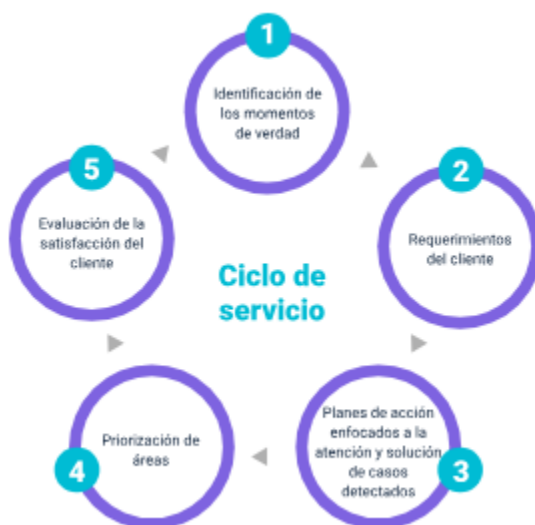 1
Identificación de
los momentos
de verdad
2
Requerimientos
del cliente
3
Planes de acción
enfocados a la
atención y solución
de casos
detectados
4
Priorización de
áreas
5
Evaluación de la
satisfacción del
cliente
Ciclo de
servicio